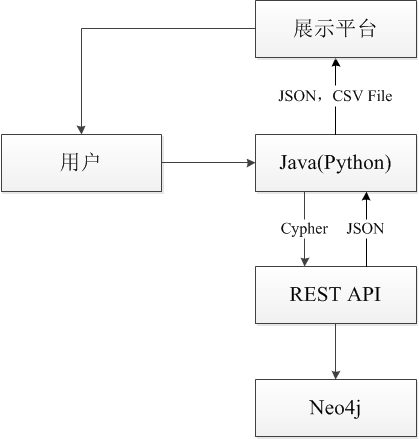 展示平台
JSON，CSV File
用户
Java(Python)
Cypher
JSON
REST API
Neo4j